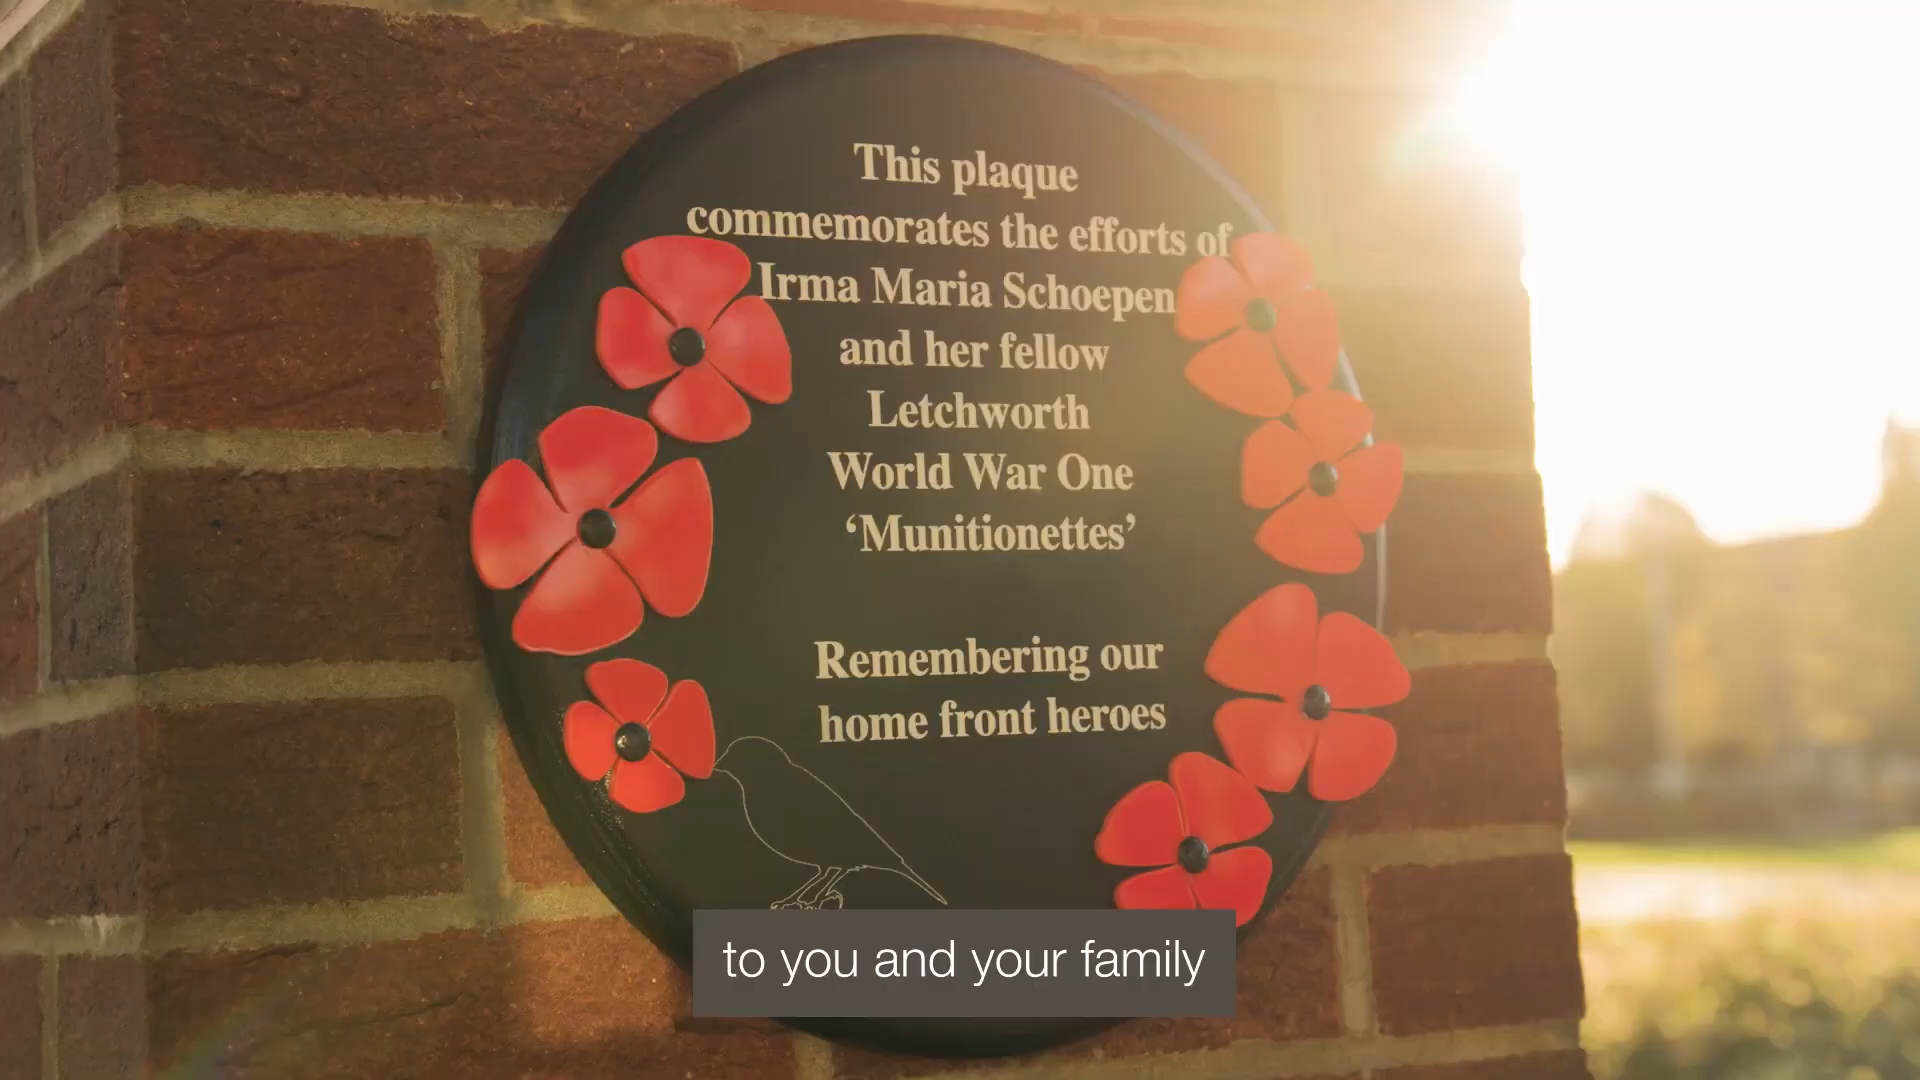 This plaque
commemorates the efforts of
Irma Maria Schoepen
and her fellow
Letchworth
World War One
‘Munitionettes’
Remembering our
home front heroes
to you and your family